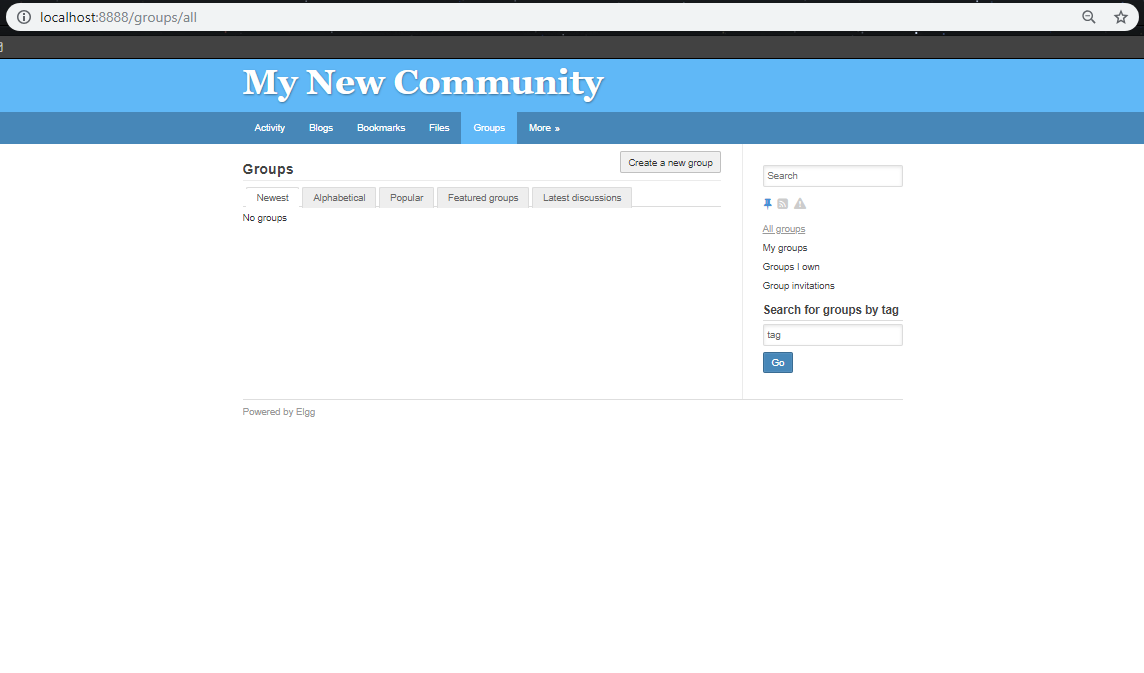 localhost:8888/groups/all
My New Community
Activity Blogs Bookmarks Files Groups More »
Groups
Create a new group
Newest Alphabetical Popular Featured groups Latest discussions
No groups
Search
All groups
My groups
Groups I own
Group invitations
Search for groups by tag
tag
Go
Powered by Elgg